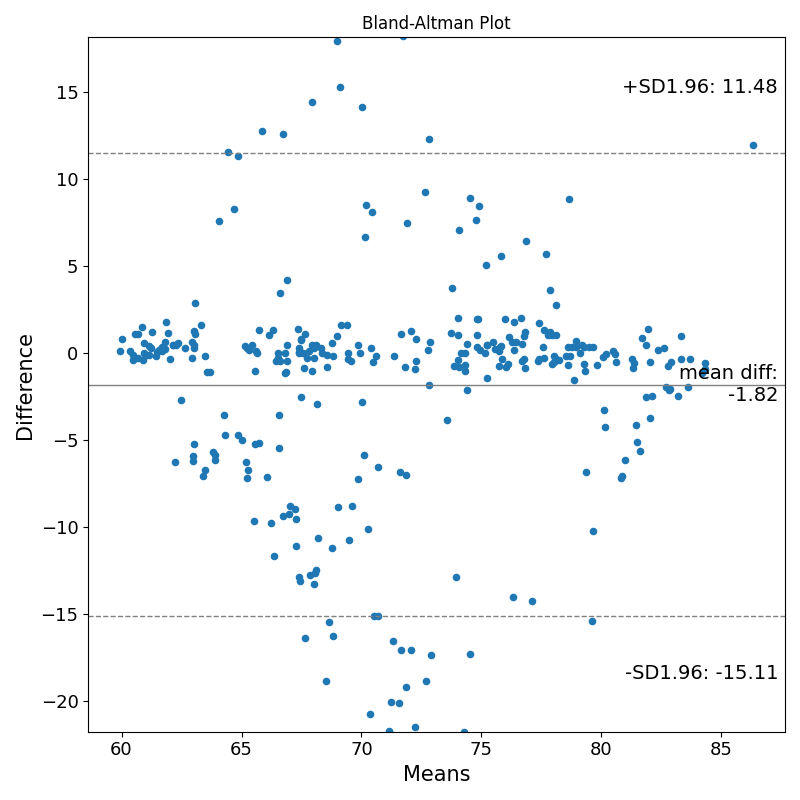 Bland-Altman Plot
Difference
15
10
5
0
−5
−10
−15
−20
+SD1.96: 11.48
mean diff:
-1.82
-SD1.96: -15.11
60 65 70 75 80 85
Means